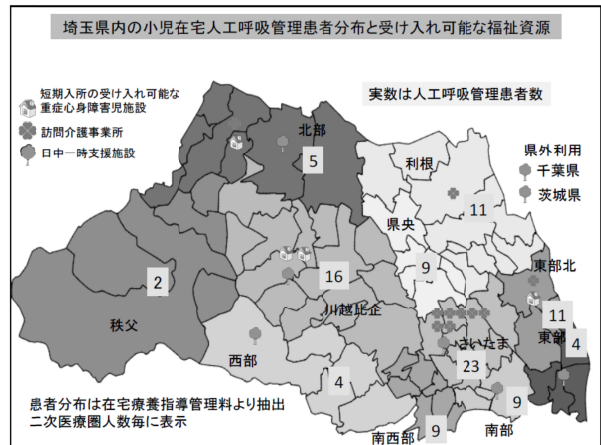 埼玉県内の小児在宅人工呼吸管理患者分布と受け入れ可能な福祉資源
短期入所の受け入れ可能な
重症心身障害児施設
訪問介護事業所
日中一時支援施設
実数は人工呼吸管理患者数
県外利用
千葉県
茨城県
北部
5
利根
11
県央
9
東部北
11
東部
4
秩父
2
16
川越比企
さいたま
23
西部
4
南西部
9
南部
9
患者分布は在宅療養指導管理料より抽出
二次医療圏人数毎に表示